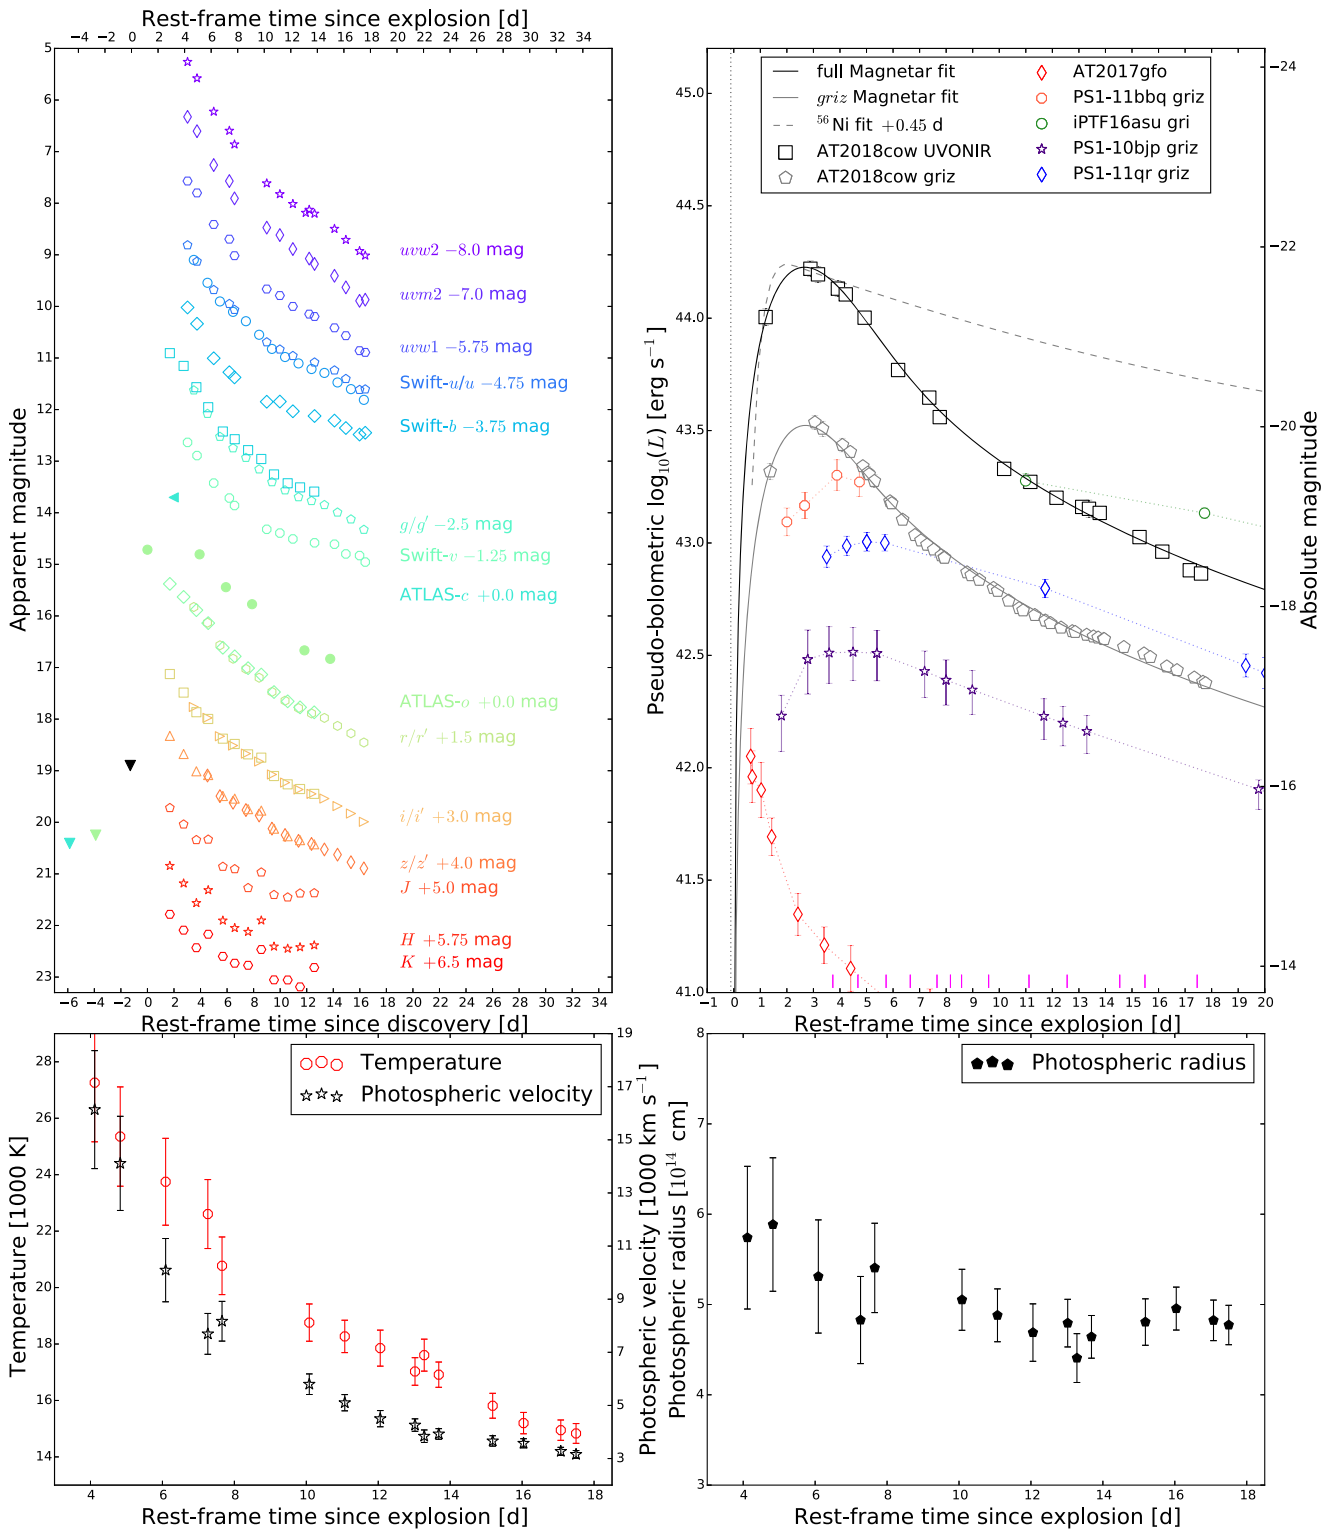 Rest-frame time since explosion [d]
−6 −4 −2 0 2 4 6 8 10 12 14 16 18 20 22 24 26 28 30 32 34
5
6
7
8
9
10
11
12
13
14
15
16
17
18
19
20
21
22
23
Apparent magnitude
uvw2 −8.0 mag
uvm2 −7.0 mag
uvw1 −5.75 mag
Swift-u/u −4.75 mag
Swift-b −3.75 mag
g/g′ −2.5 mag
Swift-v −1.25 mag
ATLAS-c +0.0 mag
ATLAS-o +0.0 mag
r/r′ +1.5 mag
i/i′ +3.0 mag
z/z′ +4.0 mag
J +5.0 mag
H +5.75 mag
K +6.5 mag
−6 −4 −2 0 2 4 6 8 10 12 14 16 18 20 22 24 26 28 30 32 34
Rest-frame time since discovery [d]
full Magnetar fit
griz Magnetar fit
⁵⁶Ni fit +0.45 d
AT2018cow UVONIR
AT2018cow griz
AT2017gfo
PS1-11bbq griz
iPTF16asu gri
PS1-10bjp griz
PS1-11qr griz
45.0
44.5
44.0
43.5
43.0
42.5
42.0
41.5
41.0
Pseudo-bolometric log₁₀(L) [erg s⁻¹]
−24
−22
−20
−18
−16
−14
Absolute magnitude
−1 0 1 2 3 4 5 6 7 8 9 10 11 12 13 14 15 16 17 18 19 20
Rest-frame time since explosion [d]
Temperature
Photospheric velocity
28
26
24
22
20
18
16
14
Temperature [1000 K]
19
17
15
13
11
9
7
5
3
Photospheric velocity [1000 km s⁻¹]
4 6 8 10 12 14 16 18
Rest-frame time since explosion [d]
Photospheric radius
8
7
6
5
4
3
Photospheric radius [10¹⁴ cm]
4 6 8 10 12 14 16 18
Rest-frame time since explosion [d]